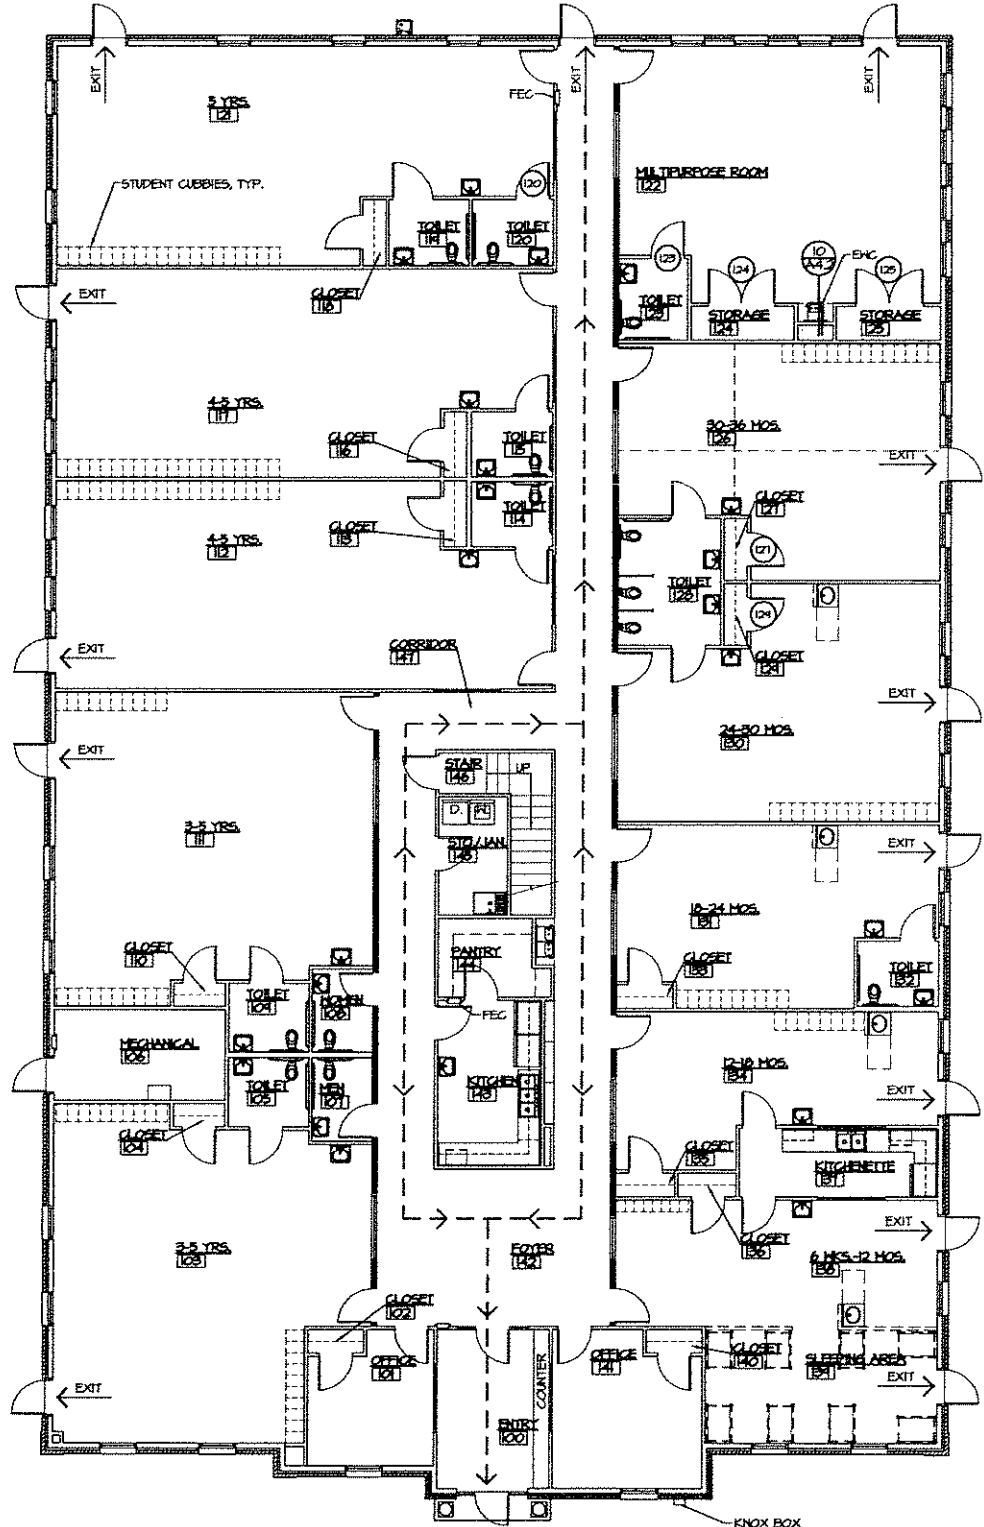 EXIT
EXIT
EXIT
FEC
3 YRS.
121
MULTIPURPOSE ROOM
122
STUDENT CUBBIES, TYP.
120
TOILET
119
TOILET
120
123
124
10
A4.2
EWC
125
EXIT
CLOSET
118
TOILET
123
STORAGE
124
STORAGE
125
4-5 YRS.
117
CLOSET
116
TOILET
115
30-36 MOS.
126
EXIT
4-5 YRS.
112
CLOSET
113
TOILET
114
CLOSET
127
127
TOILET
128
129
CLOSET
129
EXIT
CORRIDOR
147
EXIT
24-30 MOS.
130
EXIT
STAIR
146
UP
D.
W.
3-5 YRS.
111
STO./JAN.
145
EXIT
18-24 MOS.
131
CLOSET
110
PANTRY
144
CLOSET
133
TOILET
132
TOILET
109
WOMEN
108
FEC
MECHANICAL
106
12-18 MOS.
134
TOILET
105
MEN
107
KITCHEN
143
EXIT
CLOSET
104
CLOSET
135
KITCHENETTE
137
3-5 YRS.
103
FOYER
142
CLOSET
136
EXIT
6 WKS.-12 MOS.
138
CLOSET
102
OFFICE
101
OFFICE
141
CLOSET
140
SLEEPING AREA
139
EXIT
EXIT
COUNTER
ENTRY
100
KNOX BOX